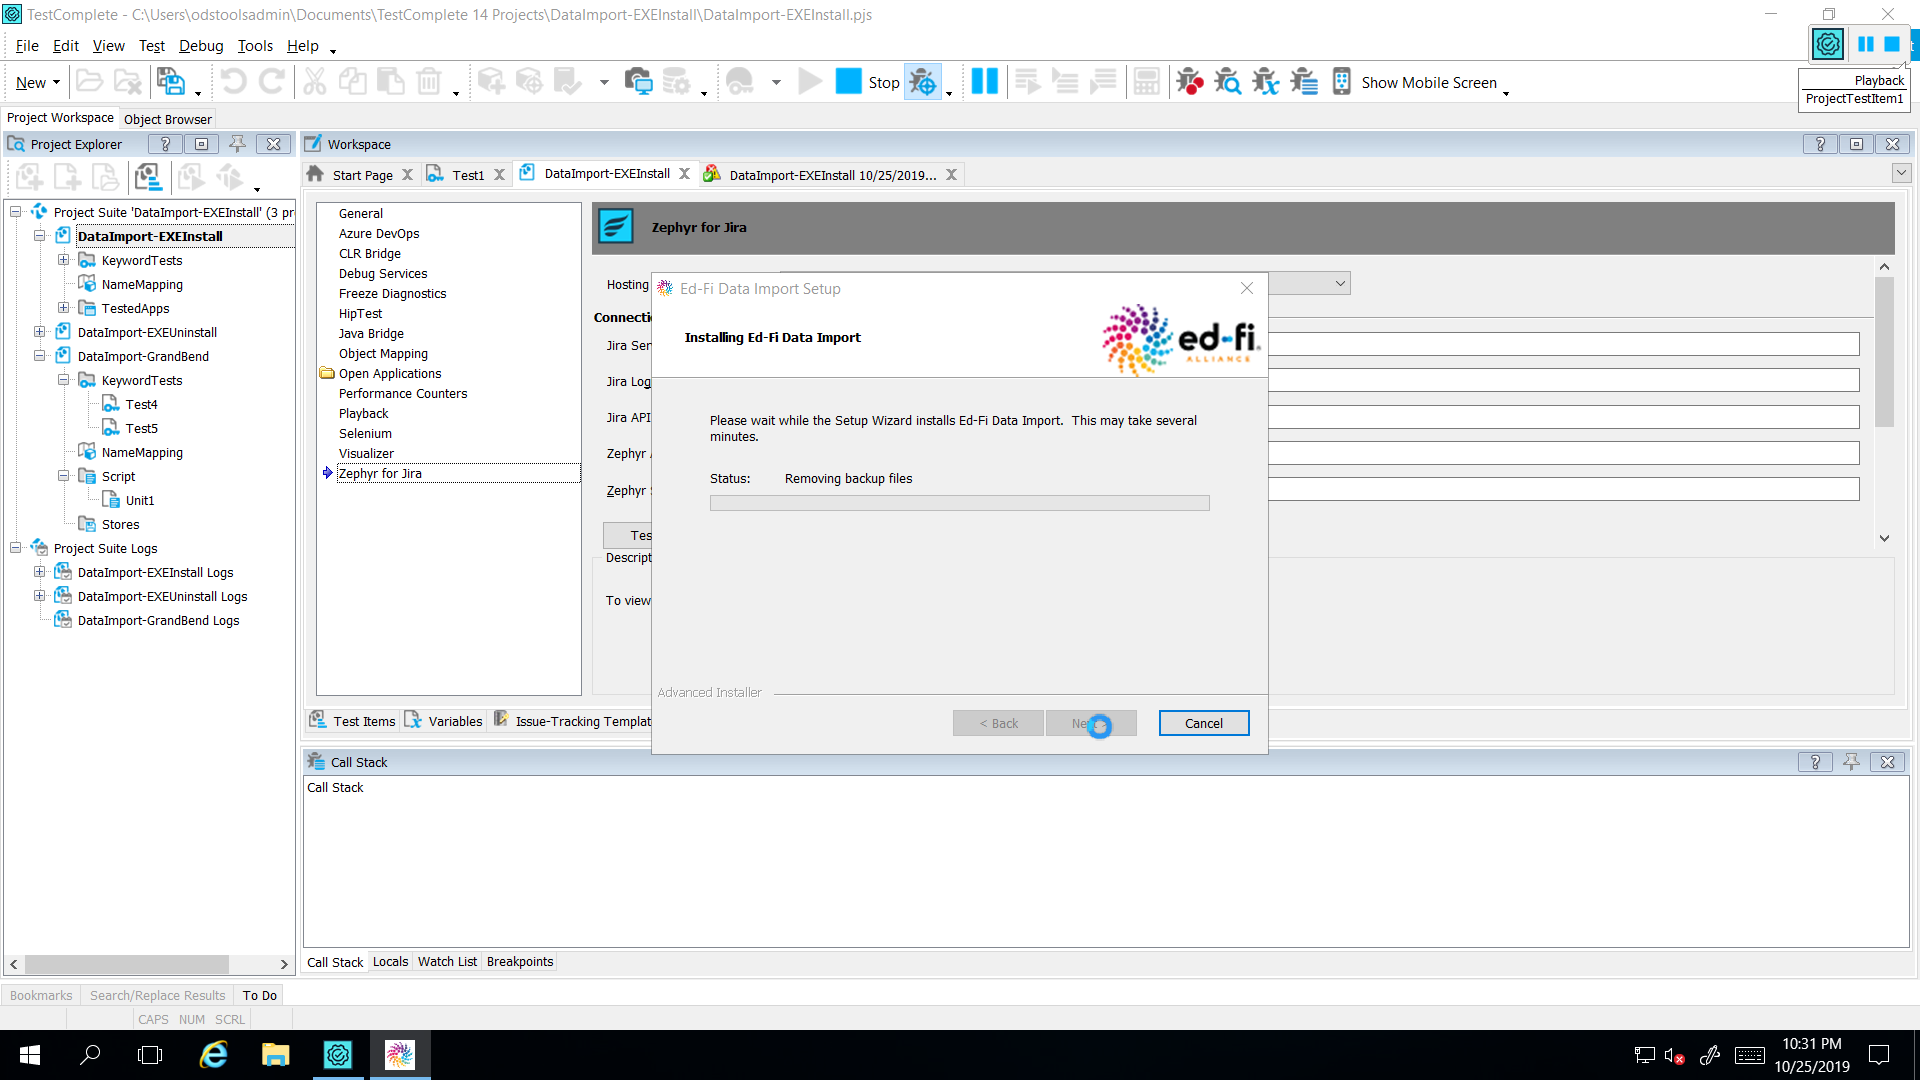 TestComplete - C:\Users\odstoolsadmin\Documents\TestComplete 14 Projects\DataImport-EXEInstall\DataImport-EXEInstall.pjs
File Edit View Test Debug Tools Help
New Stop Show Mobile Screen
Playback
ProjectTestItem1
Project Workspace Object Browser
Project Explorer
Workspace
Start Page Test1 DataImport-EXEInstall DataImport-EXEInstall 10/25/2019...
Project Suite 'DataImport-EXEInstall' (3 pr
DataImport-EXEInstall
KeywordTests
NameMapping
TestedApps
DataImport-EXEUninstall
DataImport-GrandBend
KeywordTests
Test4
Test5
NameMapping
Script
Unit1
Stores
Project Suite Logs
DataImport-EXEInstall Logs
DataImport-EXEUninstall Logs
DataImport-GrandBend Logs
General
Azure DevOps
CLR Bridge
Debug Services
Freeze Diagnostics
HipTest
Java Bridge
Object Mapping
Open Applications
Performance Counters
Playback
Selenium
Visualizer
Zephyr for Jira
Zephyr for Jira
Hosting
Connecti
Jira Ser
Jira Log
Jira API
Zephyr
Zephyr
Tes
Descript
To view
Ed-Fi Data Import Setup
Installing Ed-Fi Data Import
ed-fi
ALLIANCE
Please wait while the Setup Wizard installs Ed-Fi Data Import. This may take several
minutes.
Status: Removing backup files
Advanced Installer
< Back Cancel
Test Items Variables Issue-Tracking Templat
Call Stack
Call Stack
Call Stack Locals Watch List Breakpoints
Bookmarks Search/Replace Results To Do
CAPS NUM SCRL
10:31 PM
10/25/2019